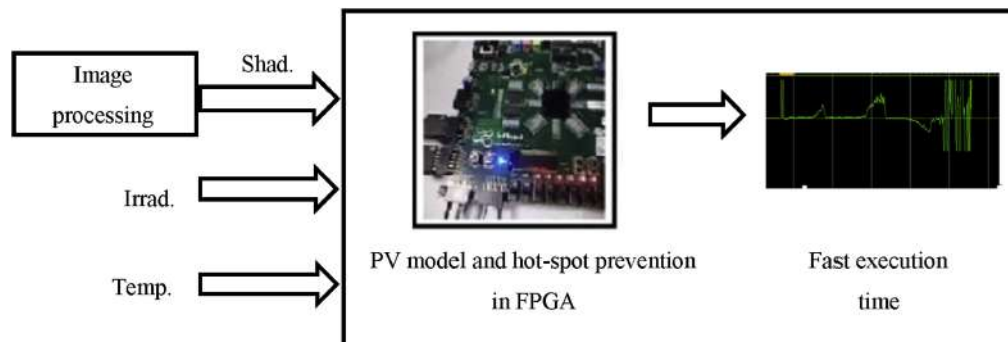 Image
processing
Shad.
Irrad.
Temp.
PV model and hot-spot prevention
in FPGA
Fast execution
time